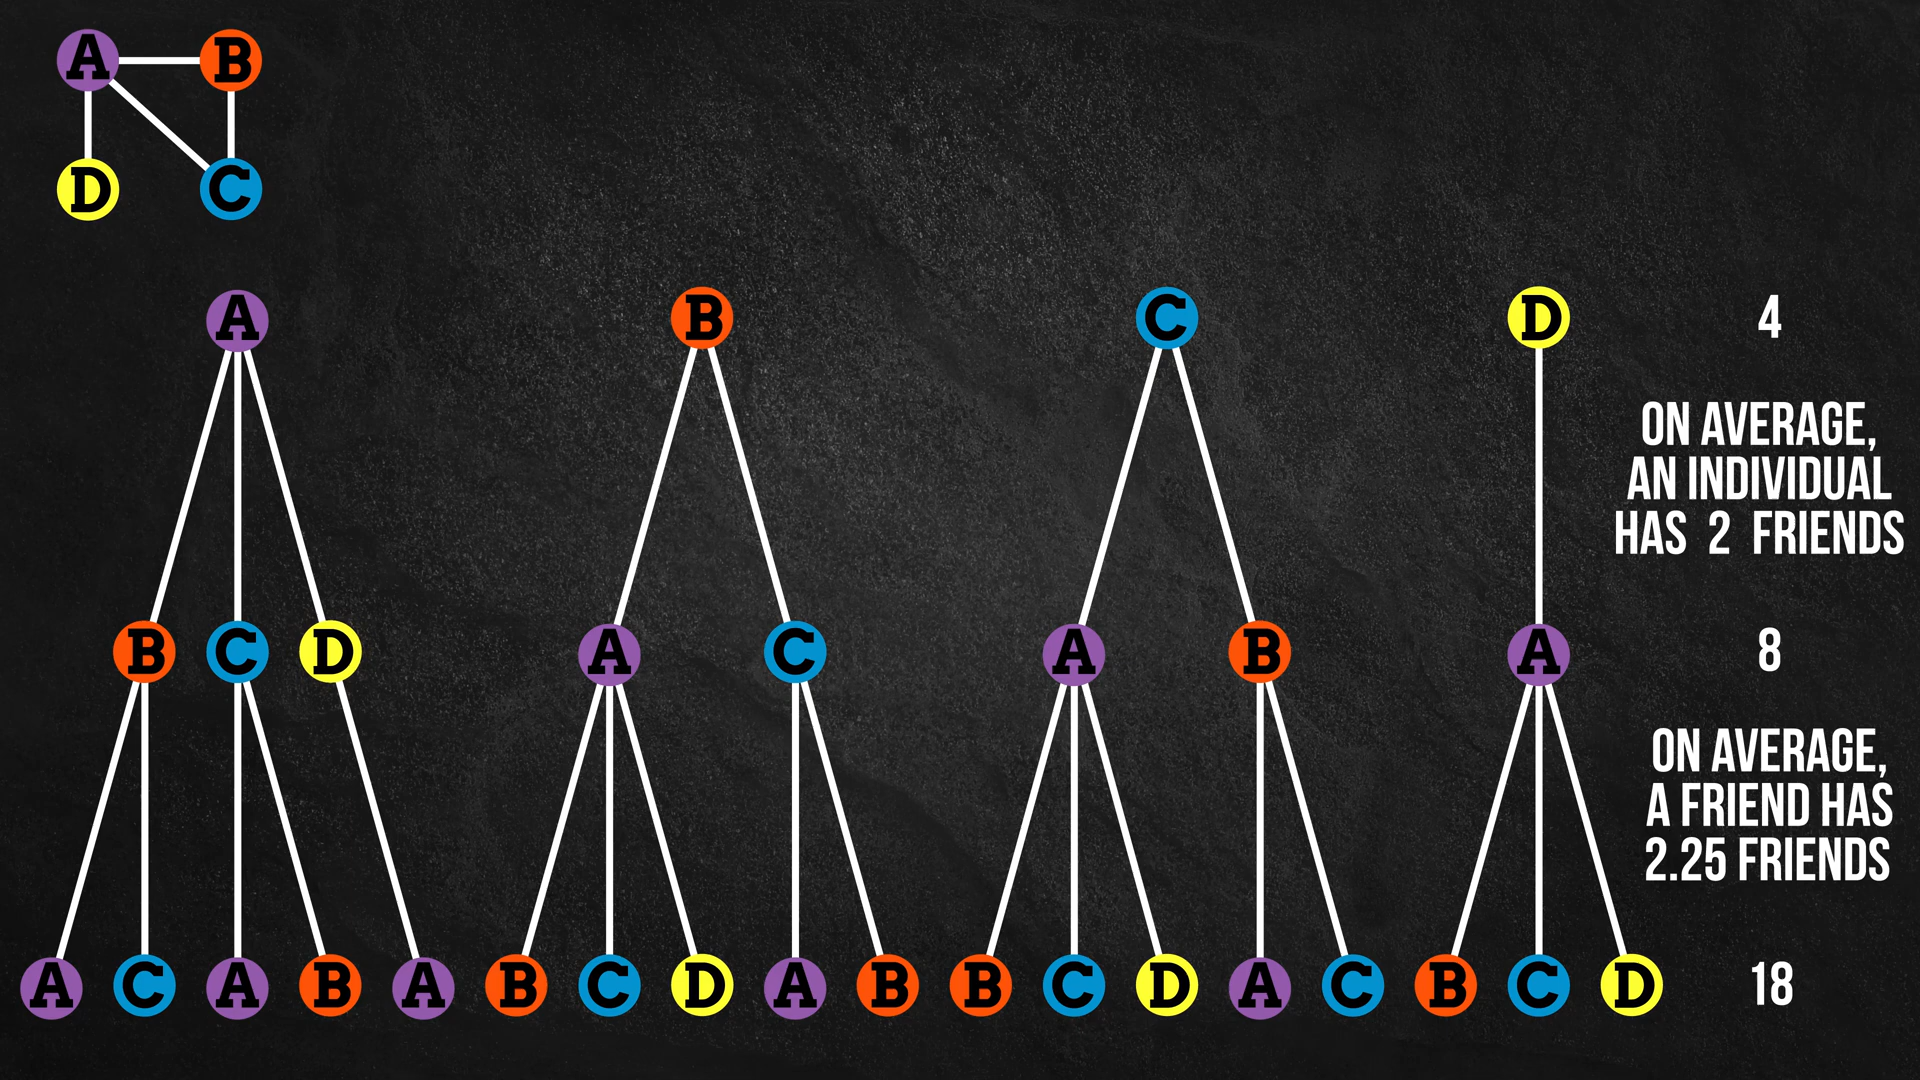 A B
D C
A B C D 4
ON AVERAGE,
AN INDIVIDUAL
HAS 2 FRIENDS
B C D A C A B A 8
ON AVERAGE,
A FRIEND HAS
2.25 FRIENDS
A C A B A B C D A B B C D A C B C D 18